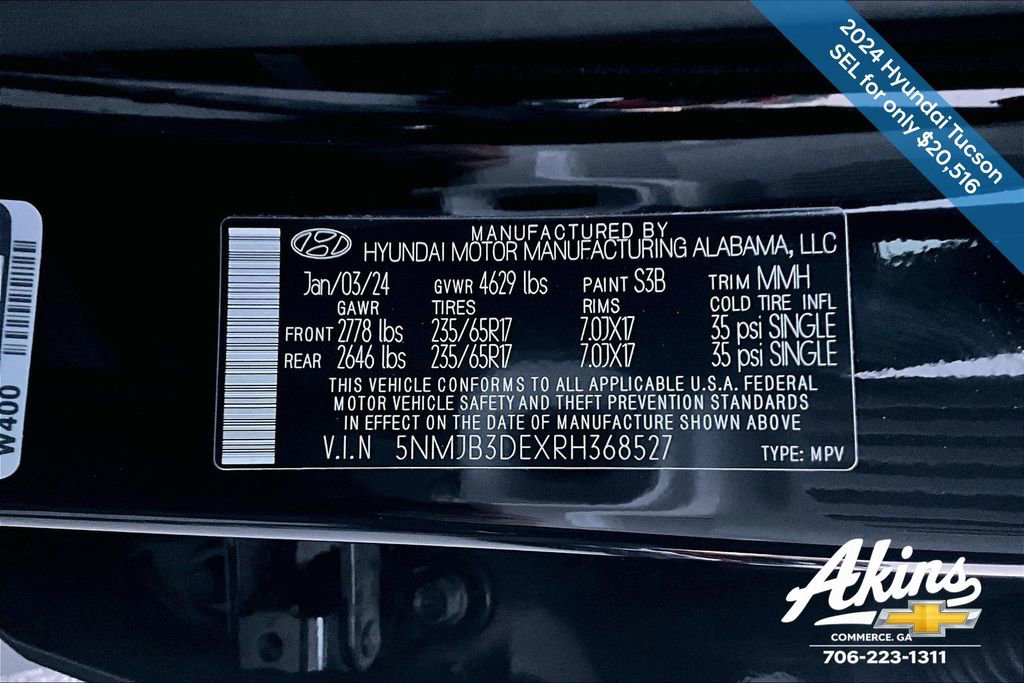 2024 Hyundai Tucson
SEL for only $20,516
MANUFACTURED BY
HYUNDAI MOTOR MANUFACTURING ALABAMA, LLC
Jan/03/24 GVWR 4629 lbs PAINT S3B TRIM MMH
GAWR TIRES RIMS COLD TIRE INFL
FRONT 2778 lbs 235/65R17 7.0JX17 35 psi SINGLE
REAR 2646 lbs 235/65R17 7.0JX17 35 psi SINGLE
THIS VEHICLE CONFORMS TO ALL APPLICABLE U.S.A. FEDERAL
MOTOR VEHICLE SAFETY AND THEFT PREVENTION STANDARDS
IN EFFECT ON THE DATE OF MANUFACTURE SHOWN ABOVE
V.I.N 5NMJB3DEXRH368527 TYPE: MPV
W400
Akins
COMMERCE. GA
706-223-1311